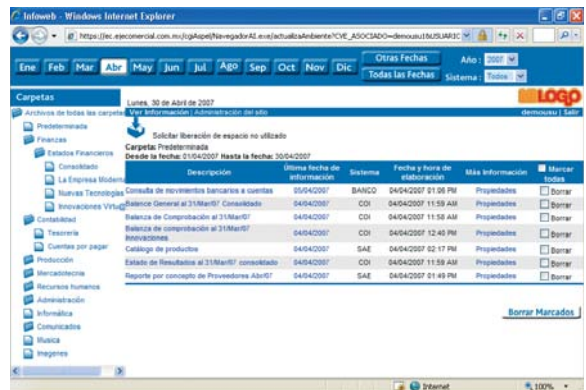 Infoweb - Windows Internet Explorer
https://ec.ejecomercial.com.mx/cgiAspel/NavegadorAI.exe/actualizaAmbiente?CVE_ASOCIADO=demousu16USUARIC
Ene Feb Mar Abr May Jun Jul Ago Sep Oct Nov Dic
Otras Fechas
Todas las Fechas
Año : 2007
Sistema : Todos
Carpetas
Archivos de todas las carpetas
Predeterminada
Finanzas
Estados Financieros
Consolidado
La Empresa Moderna
Nuevas Tecnologías
Innovaciones
Contabilidad
Tesorería
Cuentas por pagar
Producción
Mercadotecnia
Recursos humanos
Administración
Informática
Comunicados
Musica
Imagenes
Lunes, 30 de Abril de 2007
LOGO
Ver Información | Administración del sitio
demousu | Salir
Solicitar liberación de espacio no utilizado
Carpeta: Predeterminada
Desde la fecha: 01/04/2007 Hasta la fecha: 30/04/2007
Descripción Última fecha de información Sistema Fecha y hora de elaboración Más Información Marcar todas
Consulta de movimientos bancarios a cuentas 05/04/2007 BANCO 04/04/2007 01:06 PM Propiedades Borrar
Balance General al 31/Mar/07 Consolidado 04/04/2007 COI 04/04/2007 11:59 AM Propiedades Borrar
Balanza de Comprobación al 31/Mar/07 04/04/2007 COI 04/04/2007 11:58 AM Propiedades Borrar
Balanza de comprobación al 31/Mar/07 Innovaciones 04/04/2007 COI 04/04/2007 12:40 PM Propiedades Borrar
Catálogo de productos 04/04/2007 SAE 04/04/2007 02:17 PM Propiedades Borrar
Estado de Resultados al 31/Mar/07 consolidado 04/04/2007 COI 04/04/2007 11:59 AM Propiedades Borrar
Reporte por concepto de Proveedores Abr/07 04/04/2007 SAE 04/04/2007 01:49 PM Propiedades Borrar
Borrar Marcados
Internet
100%